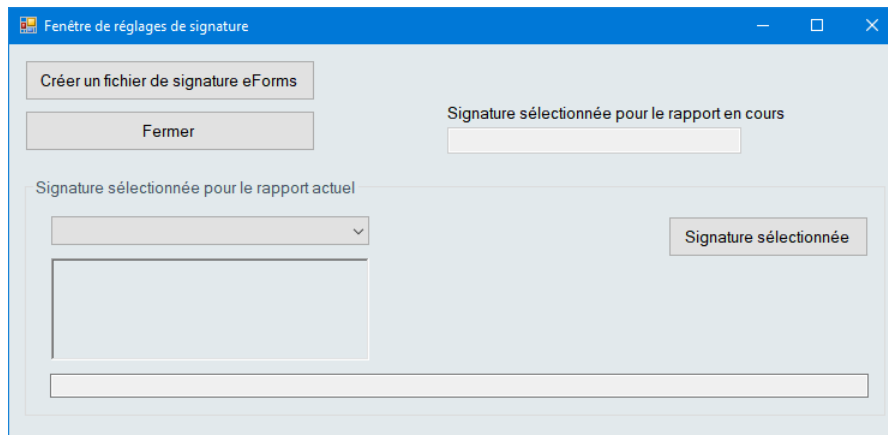 Fenêtre de réglages de signature
Créer un fichier de signature eForms
Fermer
Signature sélectionnée pour le rapport en cours
Signature sélectionnée pour le rapport actuel
Signature sélectionnée